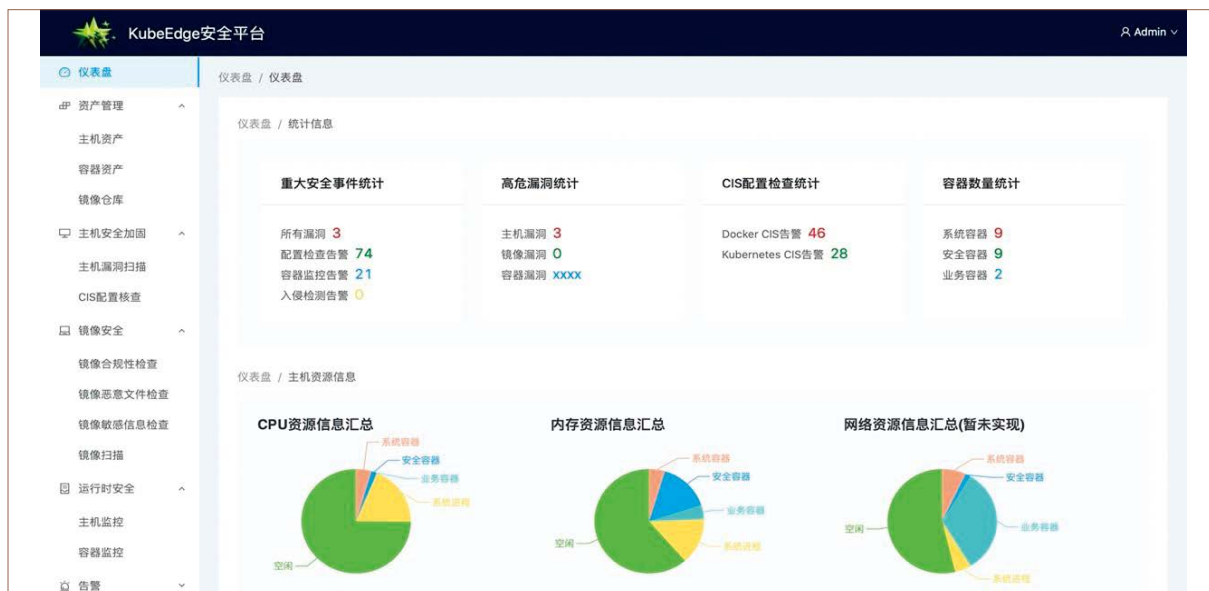 KubeEdge安全平台
Admin
仪表盘
仪表盘 / 仪表盘
资产管理
主机资产
容器资产
镜像仓库
主机安全加固
主机漏洞扫描
CIS配置核查
镜像安全
镜像合规性检查
镜像恶意文件检查
镜像敏感信息检查
镜像扫描
运行时安全
主机监控
容器监控
告警
仪表盘 / 统计信息
重大安全事件统计
所有漏洞 3
配置检查告警 74
容器监控告警 21
入侵检测告警 0
高危漏洞统计
主机漏洞 3
镜像漏洞 0
容器漏洞 xxxx
CIS配置检查统计
Docker CIS告警 46
Kubernetes CIS告警 28
容器数量统计
系统容器 9
安全容器 9
业务容器 2
仪表盘 / 主机资源信息
CPU资源信息汇总
系统容器
安全容器
业务容器
系统进程
空闲
内存资源信息汇总
系统容器
安全容器
业务容器
系统进程
空闲
网络资源信息汇总(暂未实现)
系统容器
安全容器
业务容器
系统进程
空闲